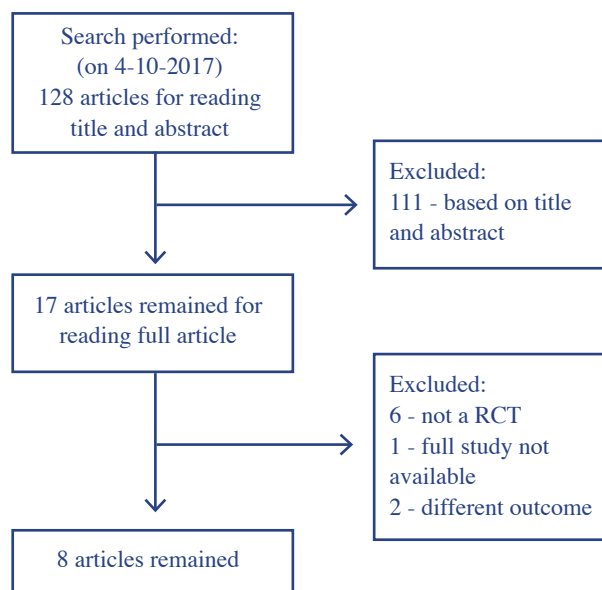 Search performed:
(on 4-10-2017)
128 articles for reading
title and abstract
Excluded:
111 - based on title
and abstract
17 articles remained for
reading full article
Excluded:
6 - not a RCT
1 - full study not
available
2 - different outcome
8 articles remained